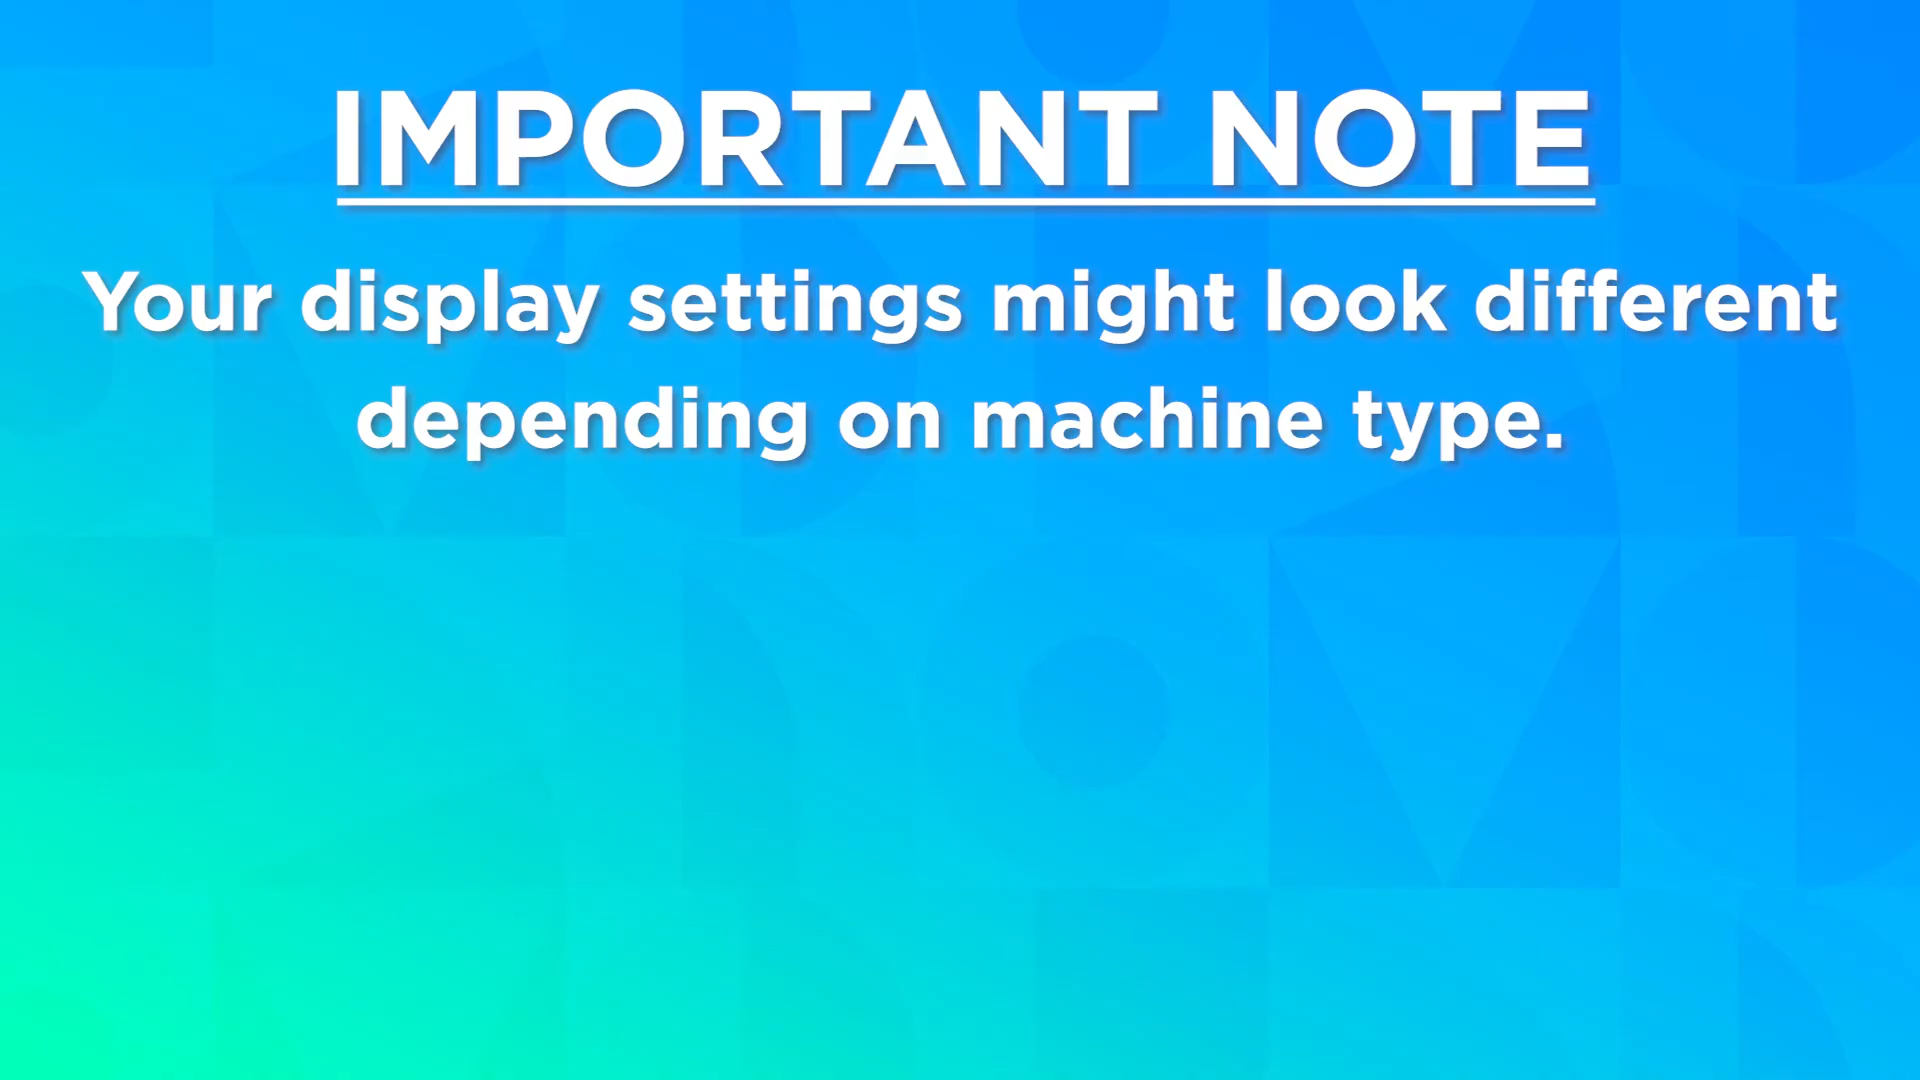 IMPORTANT NOTE
Your display settings might look different
depending on machine type.